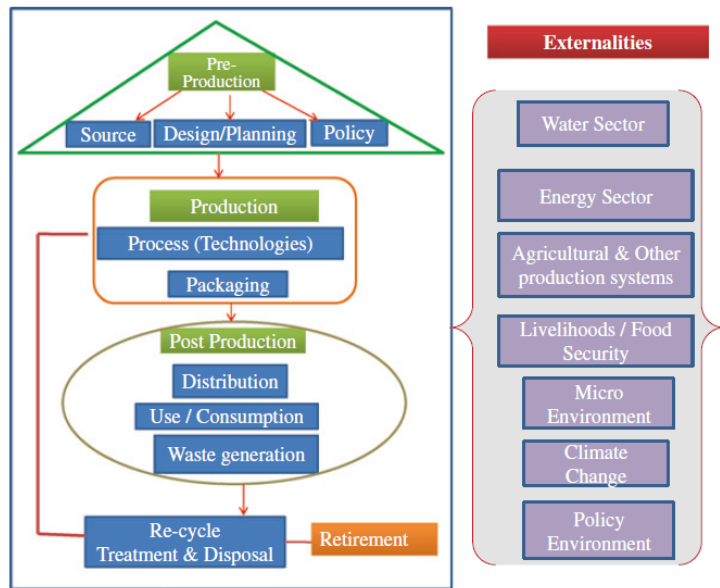 Pre-
Production
Source
Design/Planning
Policy
Production
Process (Technologies)
Packaging
Post Production
Distribution
Use / Consumption
Waste generation
Re-cycle
Treatment & Disposal
Retirement
Externalities
Water Sector
Energy Sector
Agricultural & Other
production systems
Livelihoods / Food
Security
Micro
Environment
Climate
Change
Policy
Environment